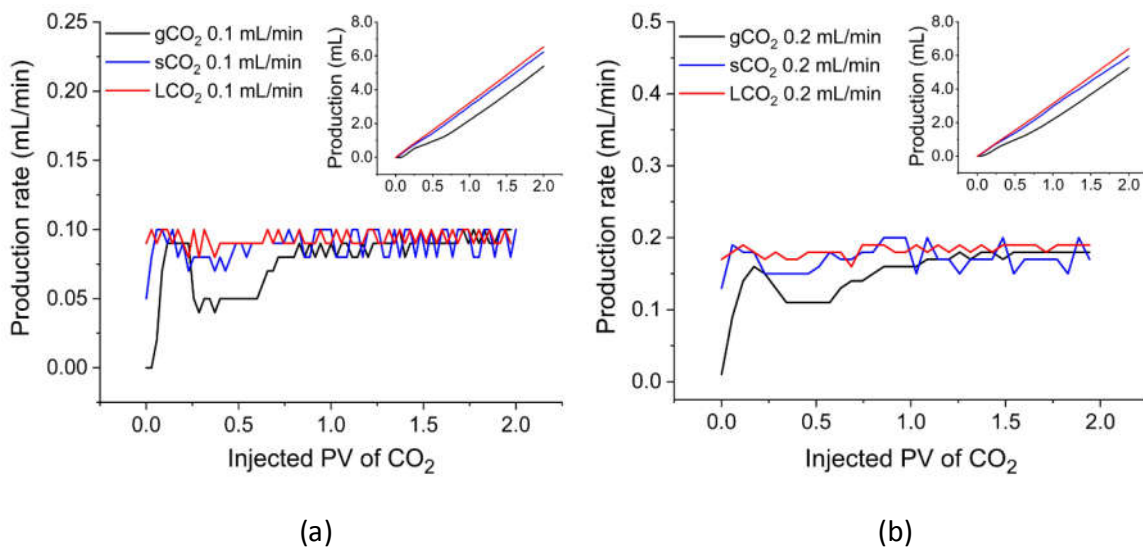 0.25
0.20
0.15
0.10
0.05
0.00
Production rate (mL/min)
gCO₂ 0.1 mL/min
sCO₂ 0.1 mL/min
LCO₂ 0.1 mL/min
8.0
6.0
4.0
2.0
0.0
Production (mL)
0.0 0.5 1.0 1.5 2.0
0.0 0.5 1.0 1.5 2.0
Injected PV of CO₂
(a)
0.5
0.4
0.3
0.2
0.1
0.0
Production rate (mL/min)
gCO₂ 0.2 mL/min
sCO₂ 0.2 mL/min
LCO₂ 0.2 mL/min
8.0
6.0
4.0
2.0
0.0
Production (mL)
0.0 0.5 1.0 1.5 2.0
0.0 0.5 1.0 1.5 2.0
Injected PV of CO₂
(b)